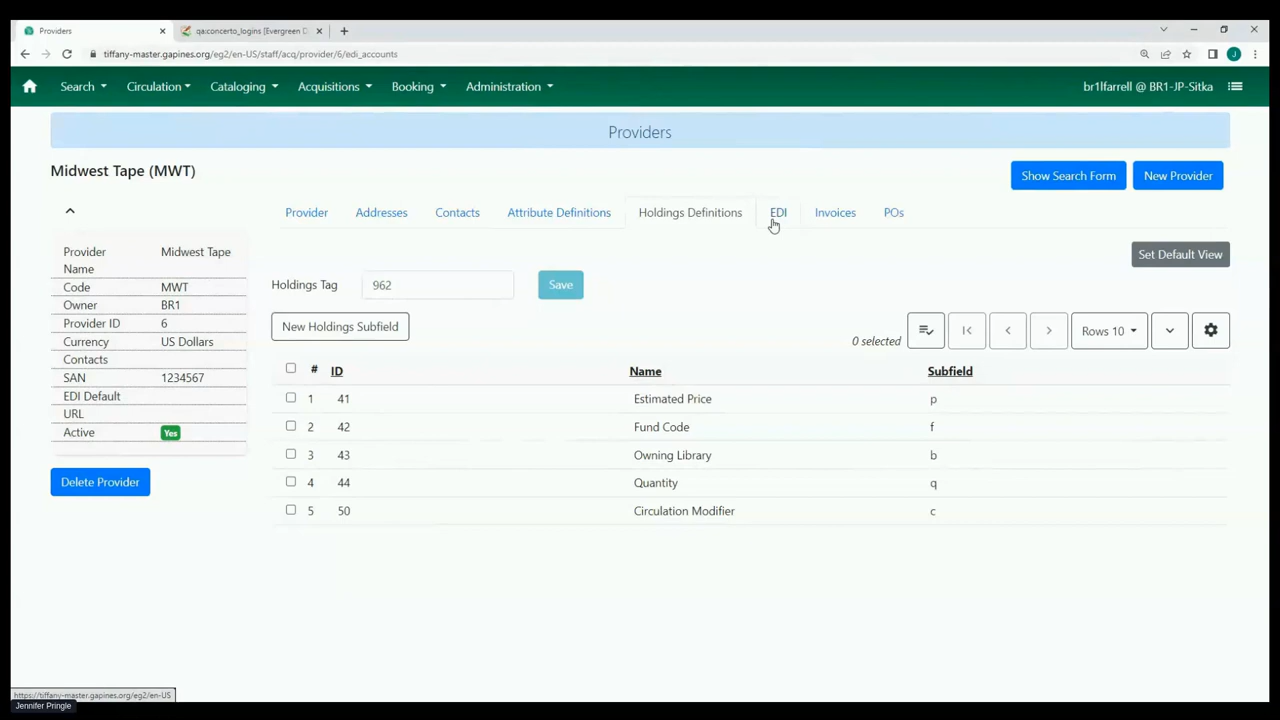 Providers
qa:concerto_logins [Evergreen D
tiffany-master.gapines.org/eg2/en-US/staff/acq/provider/6/edi_accounts
Search Circulation Cataloging Acquisitions Booking Administration br1lfarrell @ BR1-JP-Sitka
Providers
Midwest Tape (MWT)
Show Search Form New Provider
Provider Addresses Contacts Attribute Definitions Holdings Definitions EDI Invoices POs
Provider Name Midwest Tape
Code MWT
Owner BR1
Provider ID 6
Currency US Dollars
Contacts
SAN 1234567
EDI Default
URL
Active Yes
Delete Provider
Set Default View
Holdings Tag 962 Save
New Holdings Subfield
0 selected Rows 10
# ID Name Subfield
1 41 Estimated Price p
2 42 Fund Code f
3 43 Owning Library b
4 44 Quantity q
5 50 Circulation Modifier c
https://tiffany-master.gapines.org/eg2/en-US
Jennifer Pringle